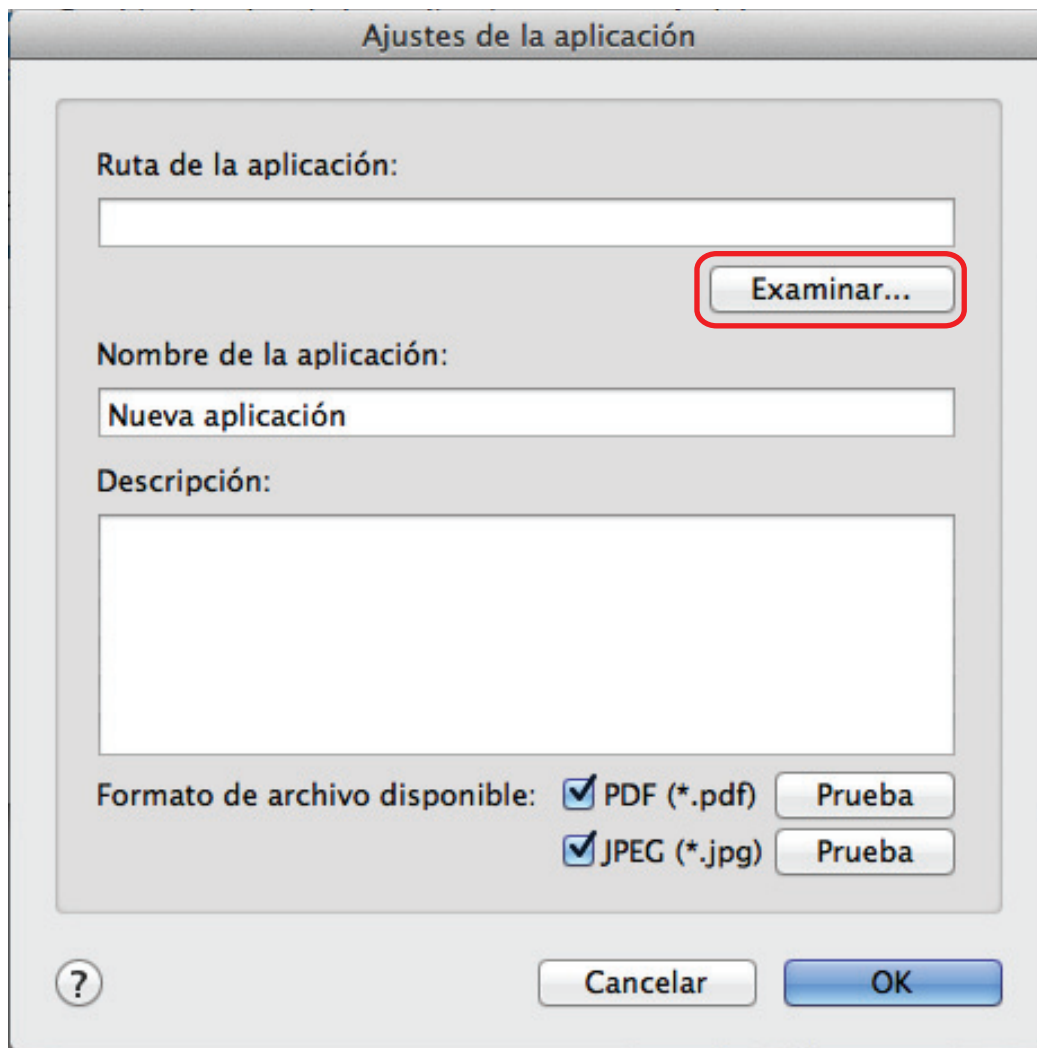 Ajustes de la aplicación
Ruta de la aplicación:
Examinar...
Nombre de la aplicación:
Nueva aplicación
Descripción:
Formato de archivo disponible: PDF (*.pdf) Prueba
JPEG (*.jpg) Prueba
? Cancelar OK